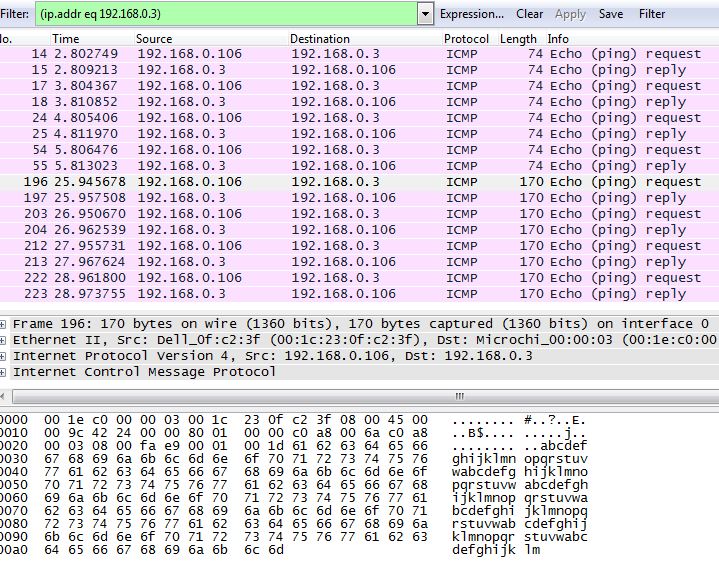 Filter: (ip.addr eq 192.168.0.3) Expression... Clear Apply Save Filter
No. Time Source Destination Protocol Length Info
14 2.802749 192.168.0.106 192.168.0.3 ICMP 74 Echo (ping) request
15 2.809213 192.168.0.3 192.168.0.106 ICMP 74 Echo (ping) reply
17 3.804367 192.168.0.106 192.168.0.3 ICMP 74 Echo (ping) request
18 3.810852 192.168.0.3 192.168.0.106 ICMP 74 Echo (ping) reply
24 4.805406 192.168.0.106 192.168.0.3 ICMP 74 Echo (ping) request
25 4.811970 192.168.0.3 192.168.0.106 ICMP 74 Echo (ping) reply
54 5.806476 192.168.0.106 192.168.0.3 ICMP 74 Echo (ping) request
55 5.813023 192.168.0.3 192.168.0.106 ICMP 74 Echo (ping) reply
196 25.945678 192.168.0.106 192.168.0.3 ICMP 170 Echo (ping) request
197 25.957508 192.168.0.3 192.168.0.106 ICMP 170 Echo (ping) reply
203 26.950670 192.168.0.106 192.168.0.3 ICMP 170 Echo (ping) request
204 26.962539 192.168.0.3 192.168.0.106 ICMP 170 Echo (ping) reply
212 27.955731 192.168.0.106 192.168.0.3 ICMP 170 Echo (ping) request
213 27.967624 192.168.0.3 192.168.0.106 ICMP 170 Echo (ping) reply
222 28.961800 192.168.0.106 192.168.0.3 ICMP 170 Echo (ping) request
223 28.973755 192.168.0.3 192.168.0.106 ICMP 170 Echo (ping) reply
Frame 196: 170 bytes on wire (1360 bits), 170 bytes captured (1360 bits) on interface 0
Ethernet II, Src: Dell_0f:c2:3f (00:1c:23:0f:c2:3f), Dst: Microchi_00:00:03 (00:1e:c0:00
Internet Protocol Version 4, Src: 192.168.0.106, Dst: 192.168.0.3
Internet Control Message Protocol
0000 00 1e c0 00 00 03 00 1c 23 0f c2 3f 08 00 45 00 ........ #..?..E.
0010 00 9c 42 24 00 00 80 01 00 00 c0 a8 00 6a c0 a8 ..B$.... .....j..
0020 00 03 08 00 fa e9 00 01 00 1d 61 62 63 64 65 66 ........ ..abcdef
0030 67 68 69 6a 6b 6c 6d 6e 6f 70 71 72 73 74 75 76 ghijklmn opqrstuv
0040 77 61 62 63 64 65 66 67 68 69 6a 6b 6c 6d 6e 6f wabcdefg hijklmno
0050 70 71 72 73 74 75 76 77 61 62 63 64 65 66 67 68 pqrstuvw abcdefgh
0060 69 6a 6b 6c 6d 6e 6f 70 71 72 73 74 75 76 77 61 ijklmnop qrstuvwa
0070 62 63 64 65 66 67 68 69 6a 6b 6c 6d 6e 6f 70 71 bcdefghi jklmnopq
0080 72 73 74 75 76 77 61 62 63 64 65 66 67 68 69 6a rstuvwab cdefghij
0090 6b 6c 6d 6e 6f 70 71 72 73 74 75 76 77 61 62 63 klmnopqr stuvwabc
00a0 64 65 66 67 68 69 6a 6b 6c 6d defghijk lm